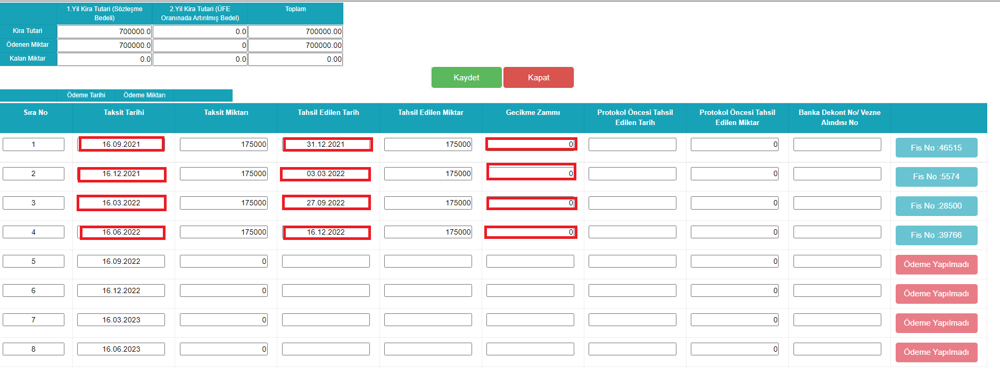 1.Yil Kira Tutari (Sözleşme Bedeli) 2.Yil Kira Tutari (ÜFE Oranınada Artırılmış Bedel) Toplam
Kira Tutari 700000.0 0.0 700000.00
Ödenen Miktar 700000.0 0 700000.00
Kalan Miktar 0.0 0.0 0.00
Kaydet Kapat
Ödeme Tarihi Ödeme Miktarı
Sıra No Taksit Tarihi Taksit Miktarı Tahsil Edilen Tarih Tahsil Edilen Miktar Gecikme Zammı Protokol Öncesi Tahsil Edilen Tarih Protokol Öncesi Tahsil Edilen Miktar Banka Dekont No/ Vezne Alındısı No
1 16.09.2021 175000 31.12.2021 175000 0 0 Fis No :46515
2 16.12.2021 175000 03.03.2022 175000 0 0 Fis No :5574
3 16.03.2022 175000 27.09.2022 175000 0 0 Fis No :28500
4 16.06.2022 175000 16.12.2022 175000 0 0 Fis No :39766
5 16.09.2022 0 0 Ödeme Yapılmadı
6 16.12.2022 0 0 Ödeme Yapılmadı
7 16.03.2023 0 0 Ödeme Yapılmadı
8 16.06.2023 0 0 Ödeme Yapılmadı